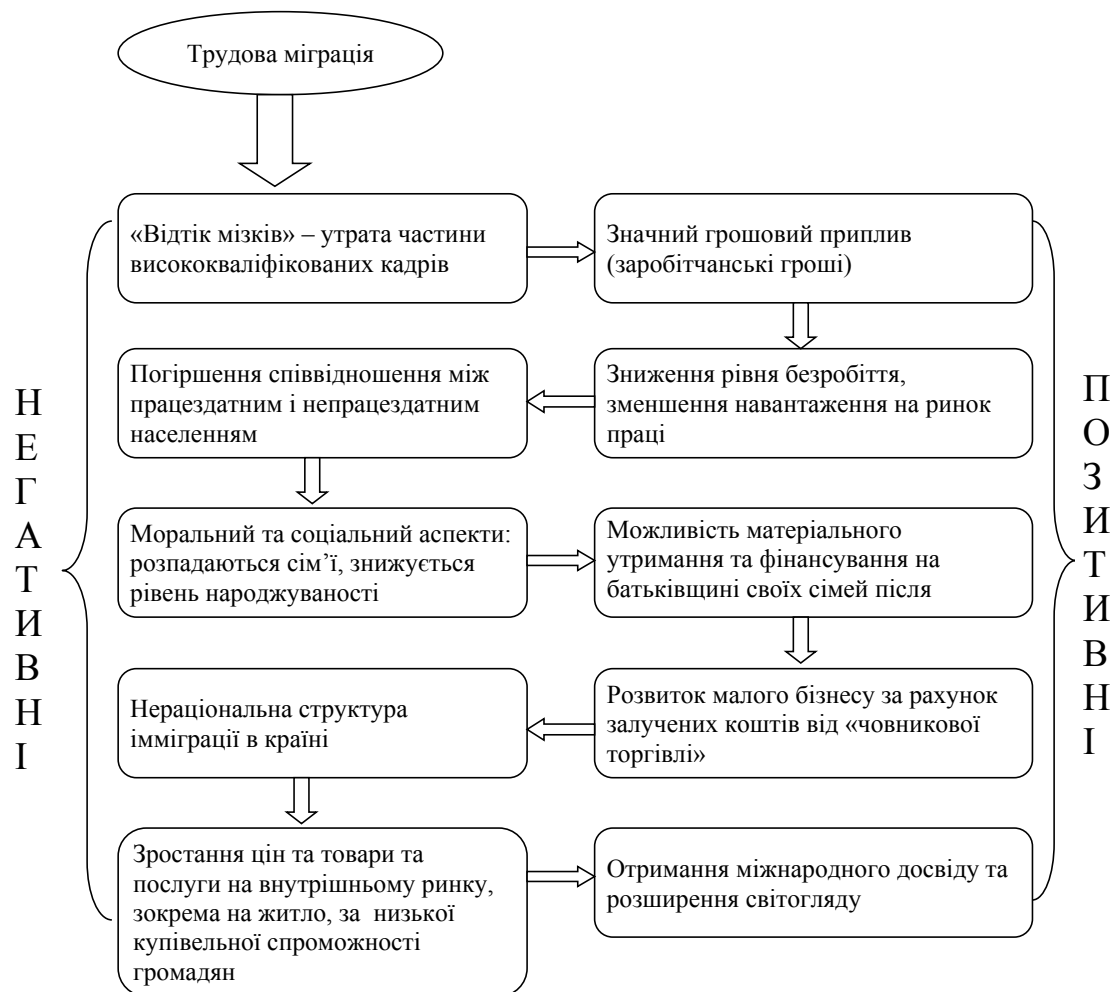 Трудова міграція
«Відтік мізків» – утрата частини
висококваліфікованих кадрів
Значний грошовий приплив
(заробітчанські гроші)
Погіршення співвідношення між
працездатним і непрацездатним
населенням
Зниження рівня безробіття,
зменшення навантаження на ринок
праці
Моральний та соціальний аспекти:
розпадаються сім’ї, знижується
рівень народжуваності
Можливість матеріального
утримання та фінансування на
батьківщині своїх сімей після
Нераціональна структура
імміграції в країні
Розвиток малого бізнесу за рахунок
залучених коштів від «човникової
торгівлі»
Зростання цін та товари та
послуги на внутрішньому ринку,
зокрема на житло, за низької
купівельної спроможності
громадян
Отримання міжнародного досвіду та
розширення світогляду
НЕГАТИВНІ
ПОЗИТИВНІ